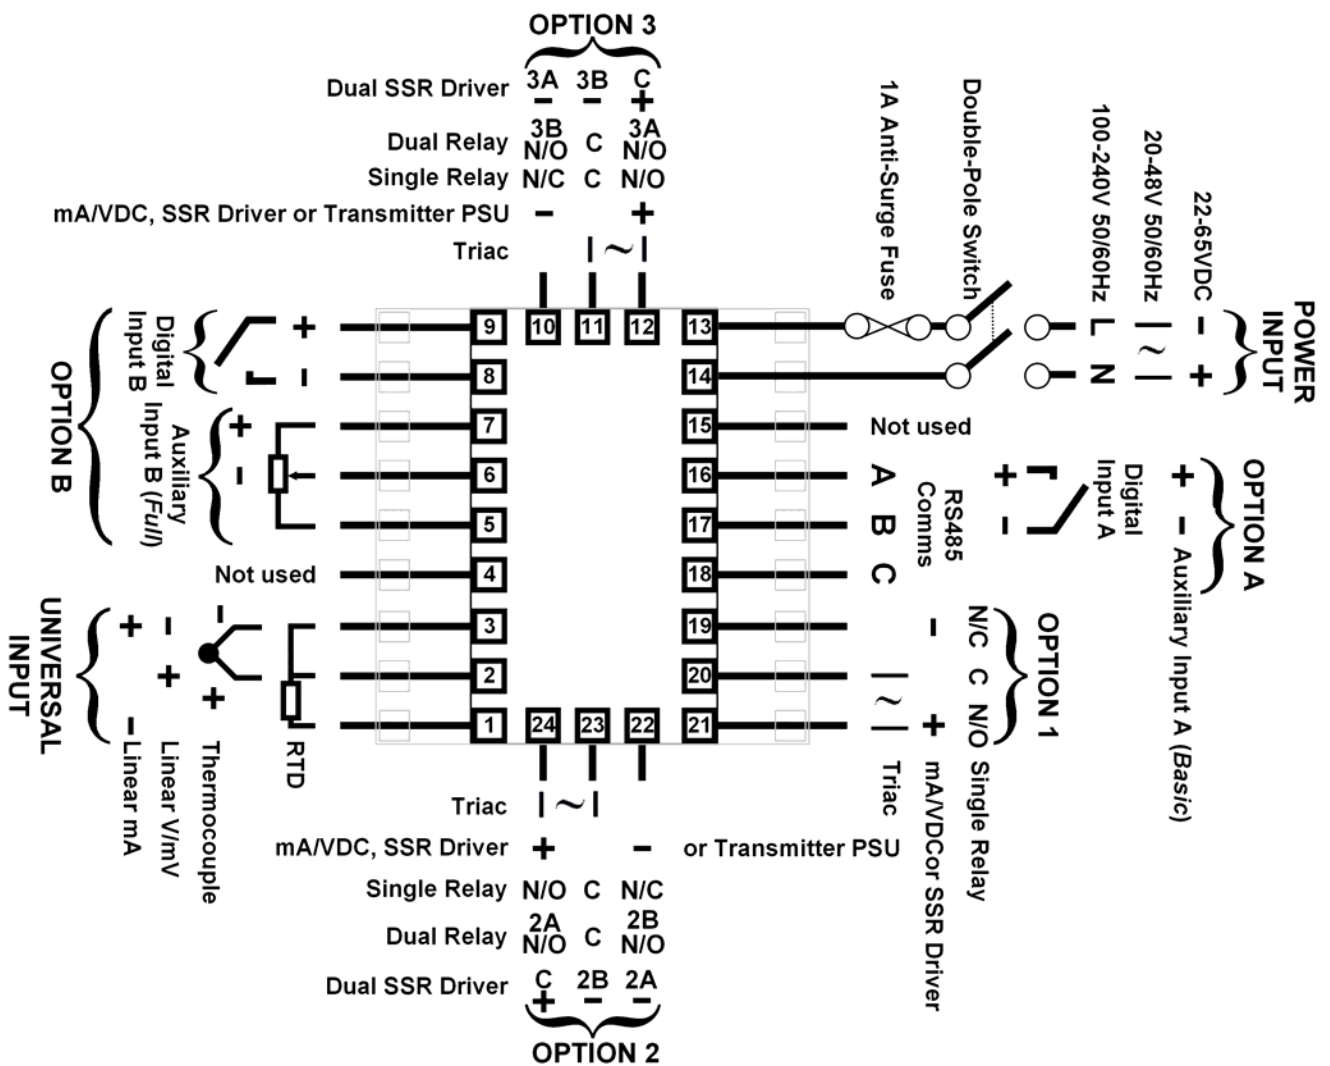 OPTION 3
Dual SSR Driver 3A 3B C
− − +
Dual Relay 3B N/O C 3A N/O
Single Relay N/C C N/O
mA/VDC, SSR Driver or Transmitter PSU − +
Triac ~
1A Anti-Surge Fuse
Double-Pole Switch
100-240V 50/60Hz L N
20-48V 50/60Hz ~
22-65VDC − +
POWER
INPUT
9 10 11 12 13
8 14
7 15
6 16
5 17
4 18
3 19
2 20
1 24 23 22 21
OPTION B
Digital
Input B
+ −
Auxiliary
Input B (Full)
+ −
Not used
UNIVERSAL
INPUT
+ − Linear mA
− + Linear V/mV
− + Thermocouple
RTD
Not used
A B C
RS485
Comms
+ −
Digital
Input A
+ − Auxiliary Input A (Basic)
OPTION A
OPTION 1
N/C C N/O Single Relay
− + mA/VDCor SSR Driver
~ Triac
Triac ~
mA/VDC, SSR Driver + − or Transmitter PSU
Single Relay N/O C N/C
Dual Relay 2A N/O C 2B N/O
Dual SSR Driver C 2B 2A
+ − −
OPTION 2